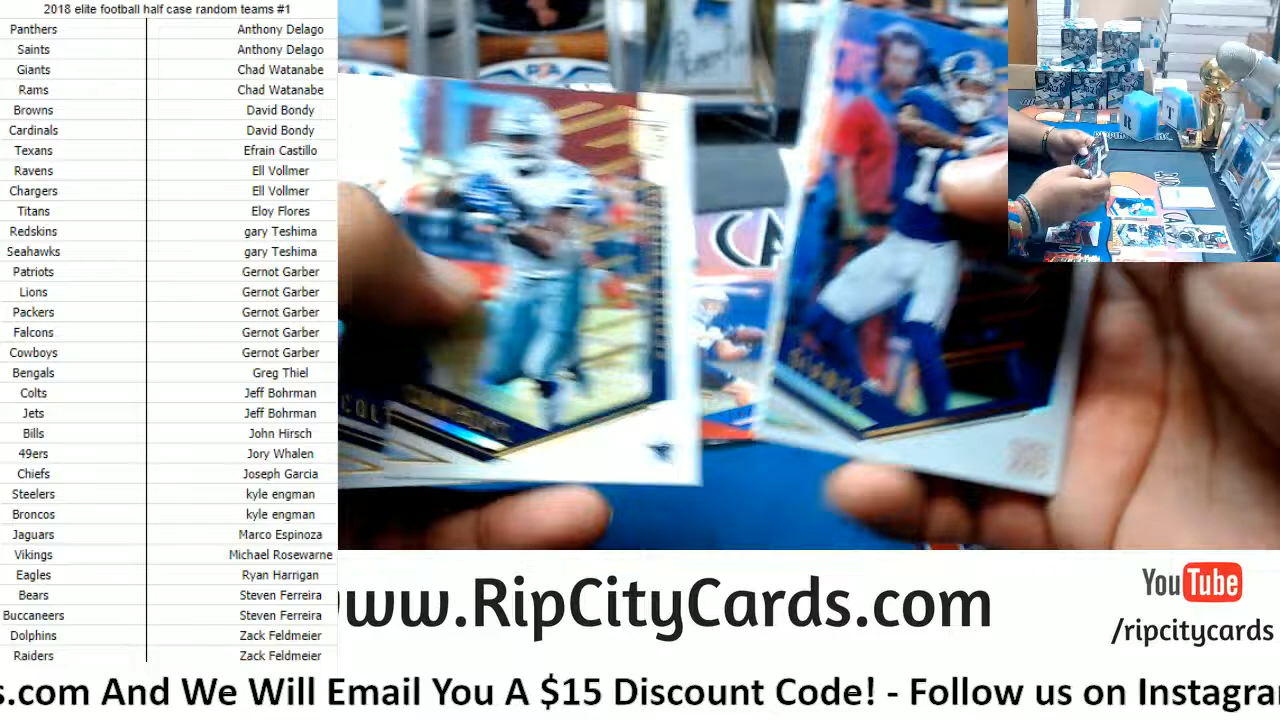 2018 elite football half case random teams #1
Panthers Anthony Delago
Saints Anthony Delago
Giants Chad Watanabe
Rams Chad Watanabe
Browns David Bondy
Cardinals David Bondy
Texans Efrain Castillo
Ravens Ell Vollmer
Chargers Ell Vollmer
Titans Eloy Flores
Redskins gary Teshima
Seahawks gary Teshima
Patriots Gernot Garber
Lions Gernot Garber
Packers Gernot Garber
Falcons Gernot Garber
Cowboys Gernot Garber
Bengals Greg Thiel
Colts Jeff Bohrman
Jets Jeff Bohrman
Bills John Hirsch
49ers Jory Whalen
Chiefs Joseph Garcia
Steelers kyle engman
Broncos kyle engman
Jaguars Marco Espinoza
Vikings Michael Rosewarne
Eagles Ryan Harrigan
Bears Steven Ferreira
Buccaneers Steven Ferreira
Dolphins Zack Feldmeier
Raiders Zack Feldmeier
CA
GIANTS
COLT
R
T
ww.RipCityCards.com
YouTube
/ripcitycards
s.com And We Will Email You A $15 Discount Code! - Follow us on Instagra